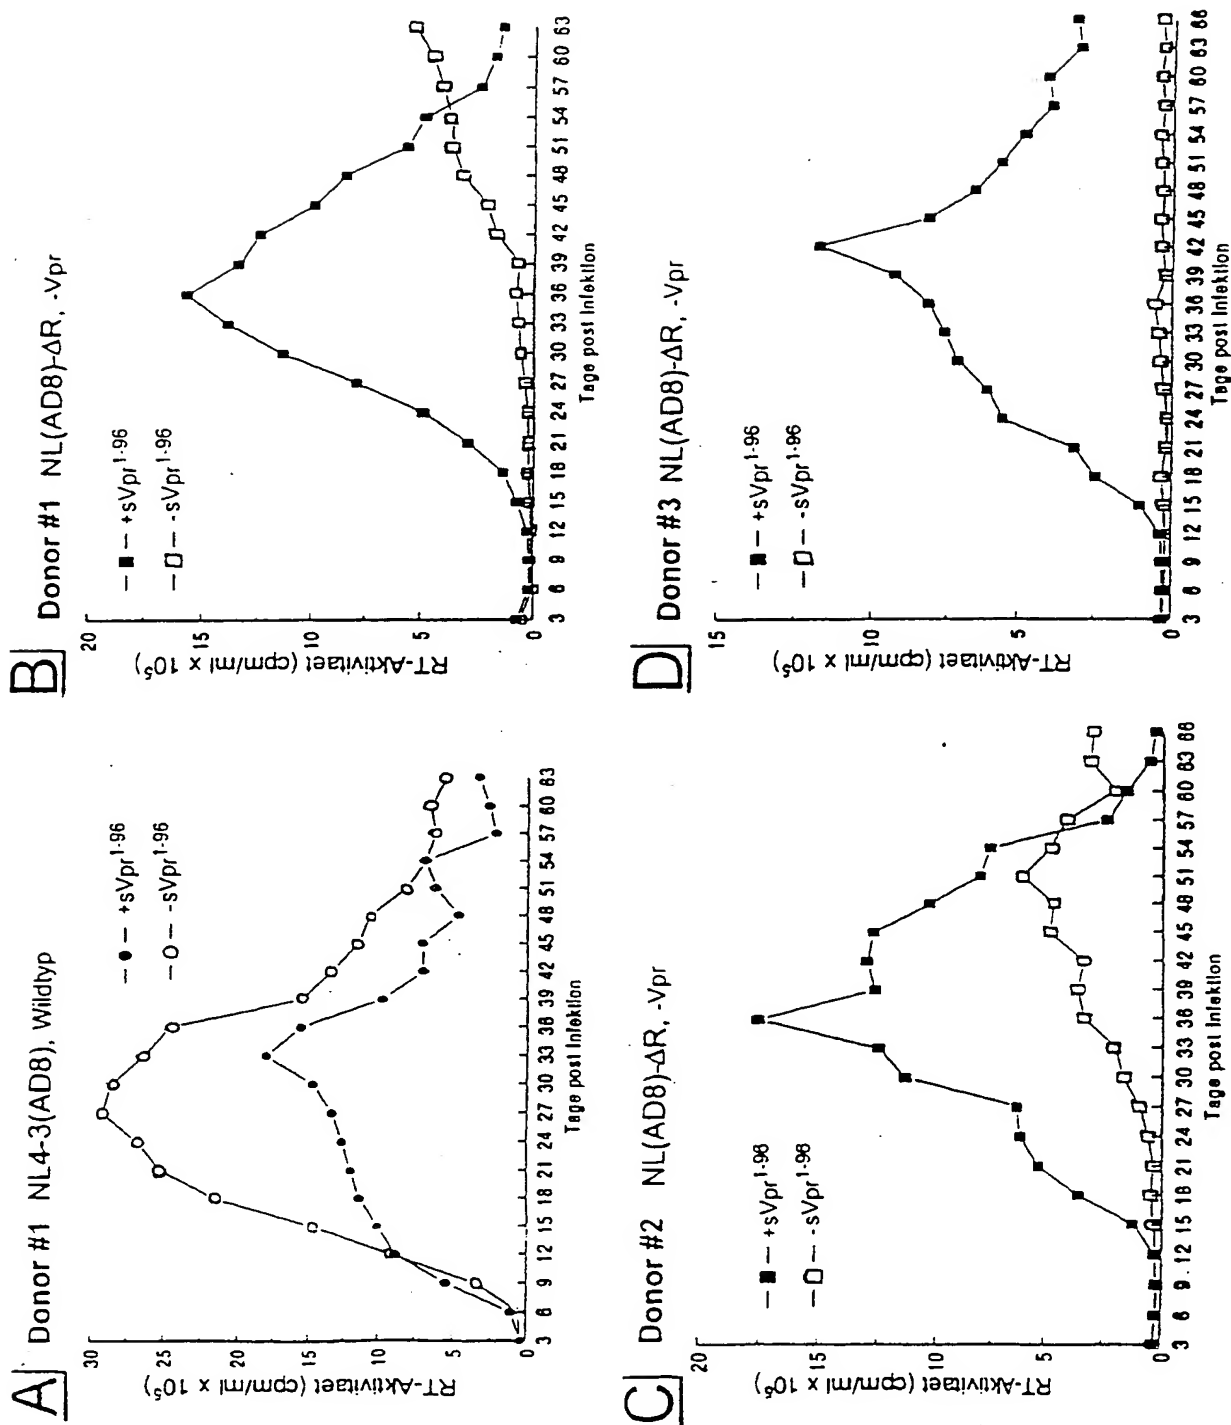 A Donor #1 NL4-3(AD8), Wildtyp
–●– +sVpr1-96
–○– -sVpr1-96
RT-Aktivitaet (cpm/ml x 10⁵)
30
25
20
15
10
5
0
3 6 9 12 15 18 21 24 27 30 33 36 39 42 45 48 51 54 57 60 63
Tage post Infektion
B Donor #1 NL(AD8)-ΔR, -Vpr
–■– +sVpr1-96
–□– -sVpr1-96
RT-Aktivitaet (cpm/ml x 10⁵)
20
15
10
5
0
3 6 9 12 15 18 21 24 27 30 33 36 39 42 45 48 51 54 57 60 63
Tage post Infektion
C Donor #2 NL(AD8)-ΔR, -Vpr
–■– +sVpr1-96
–□– -sVpr1-96
RT-Aktivitaet (cpm/ml x 10⁵)
20
15
10
5
0
3 6 9 12 15 18 21 24 27 30 33 36 39 42 45 48 51 54 57 60 63 66
Tage post Infektion
D Donor #3 NL(AD8)-ΔR, -Vpr
–■– +sVpr1-96
–□– -sVpr1-96
RT-Aktivitaet (cpm/ml x 10⁵)
15
10
5
0
3 6 9 12 15 18 21 24 27 30 33 36 39 42 45 48 51 54 57 60 63 66
Tage post Infektion